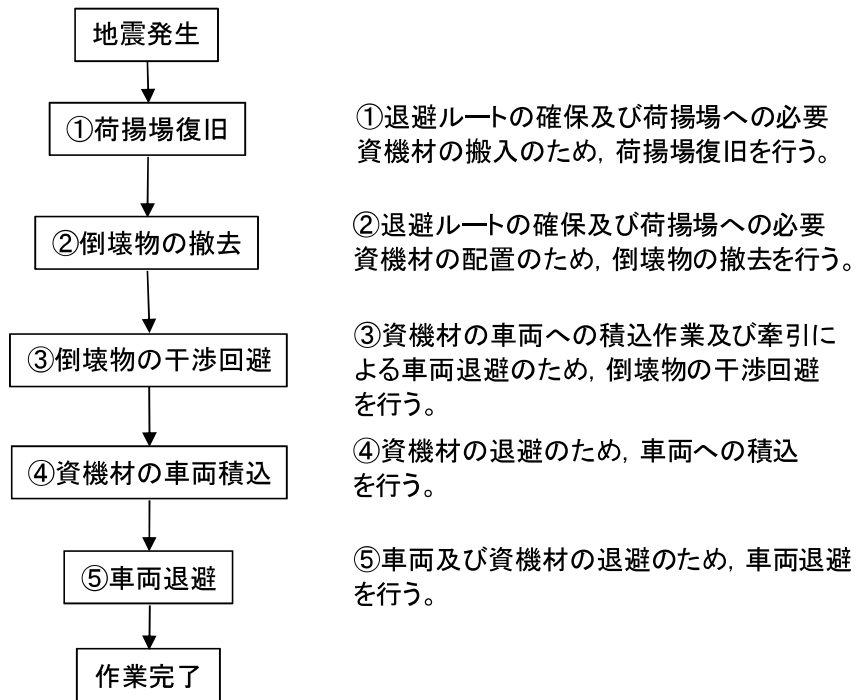 地震発生
①荷揚場復旧
①退避ルートの確保及び荷揚場への必要
資機材の搬入のため，荷揚場復旧を行う。
②倒壊物の撤去
②退避ルートの確保及び荷揚場への必要
資機材の配置のため，倒壊物の撤去を行う。
③倒壊物の干渉回避
③資機材の車両への積込作業及び牽引に
よる車両退避のため，倒壊物の干渉回避
を行う。
④資機材の車両積込
④資機材の退避のため，車両への積込
を行う。
⑤車両退避
⑤車両及び資機材の退避のため，車両退避
を行う。
作業完了